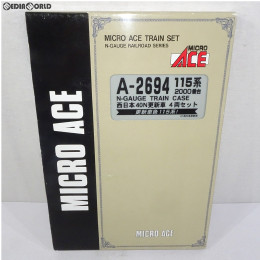 MEDIAWORLD
MICRO ACE TRAIN SET
N-GAUGE RAILROAD SERIES
MICRO
ACE
A-2694 115系
2000番台
N-GAUGE TRAIN CASE
西日本40N更新車 4両セット
MICRO ACE
MICRO ACE